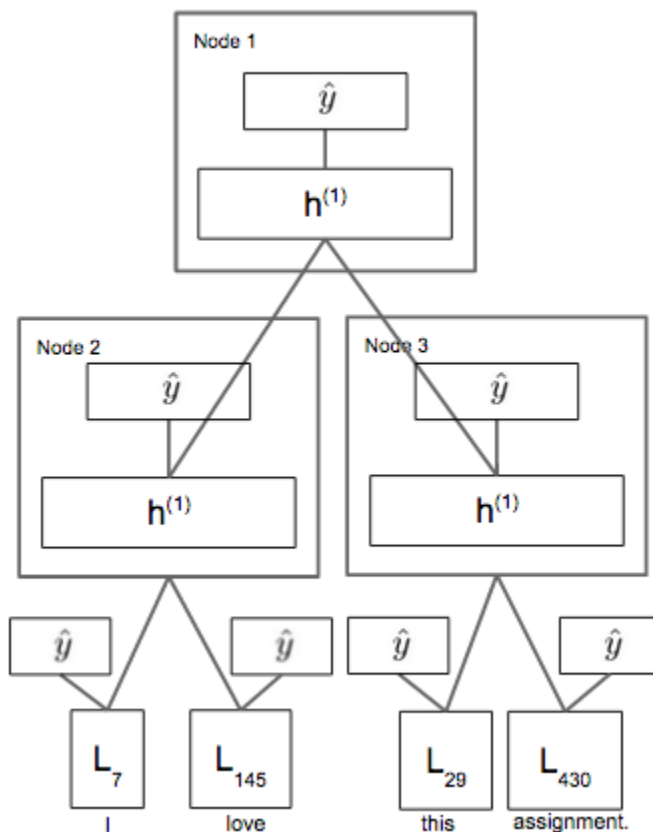 Node 1
ŷ
h(1)
Node 2
ŷ
h(1)
Node 3
ŷ
h(1)
ŷ
ŷ
ŷ
ŷ
L7
L145
L29
L430
I
love
this
assignment.